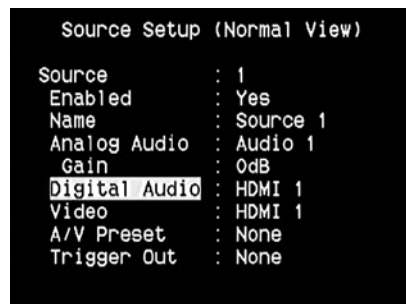 Source Setup (Normal View)
Source : 1
Enabled : Yes
Name : Source 1
Analog Audio : Audio 1
Gain : 0dB
Digital Audio : HDMI 1
Video : HDMI 1
A/V Preset : None
Trigger Out : None